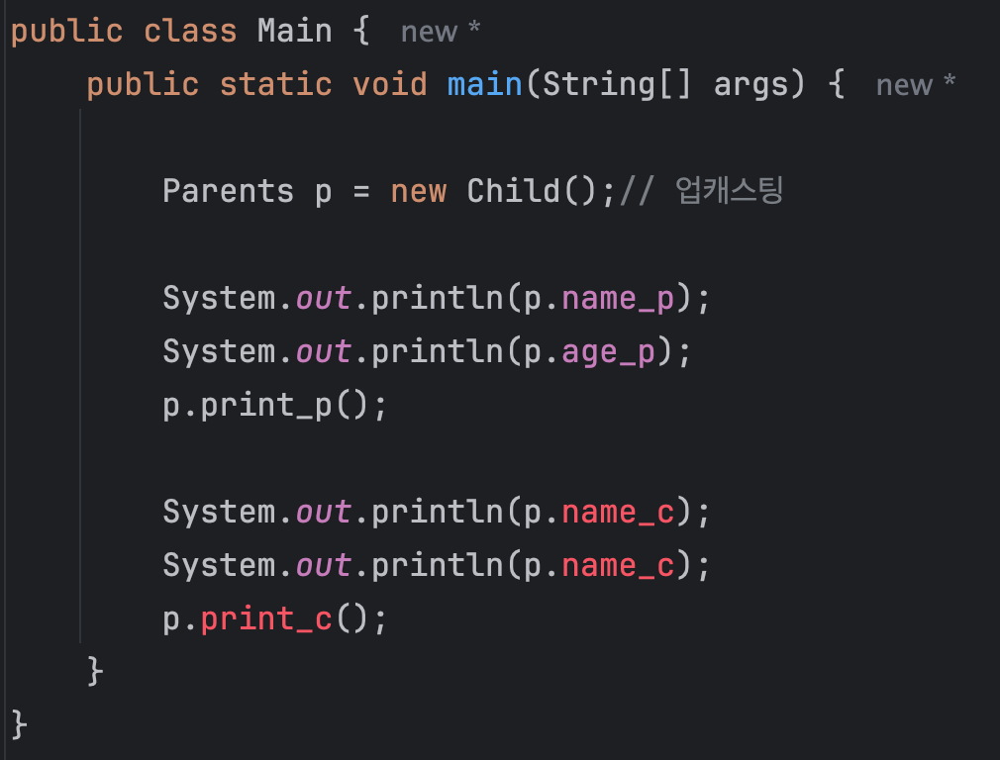 public class Main { new *
public static void main(String[] args) { new *
Parents p = new Child();// 업캐스팅
System.out.println(p.name_p);
System.out.println(p.age_p);
p.print_p();
System.out.println(p.name_c);
System.out.println(p.name_c);
p.print_c();
}
}